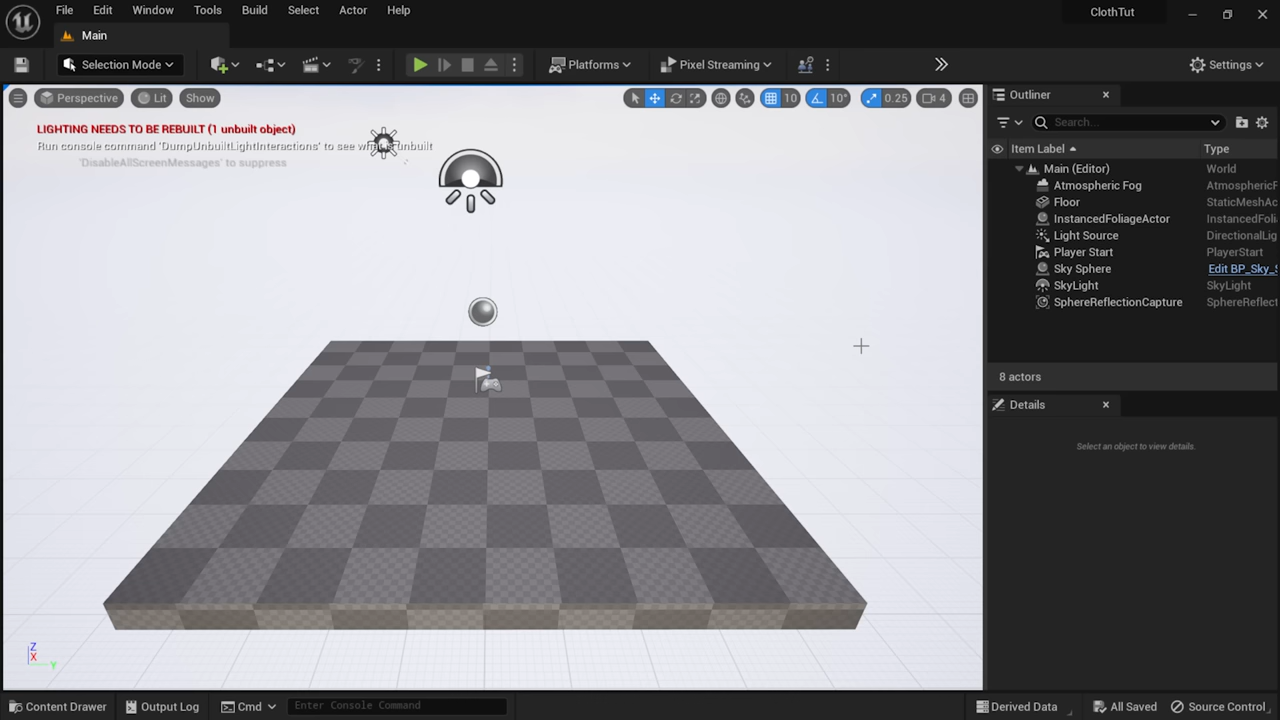 File Edit Window Tools Build Select Actor Help ClothTut
Main
Selection Mode Platforms Pixel Streaming Settings
Perspective Lit Show 10 10° 0.25 4
LIGHTING NEEDS TO BE REBUILT (1 unbuilt object)
Run console command 'DumpUnbuiltLightInteractions' to see what is unbuilt
'DisableAllScreenMessages' to suppress
Z
X
Y
Outliner
Search...
Item Label Type
Main (Editor) World
Atmospheric Fog AtmosphericF
Floor StaticMeshAc
InstancedFoliageActor InstancedFoli
Light Source DirectionalLig
Player Start PlayerStart
Sky Sphere Edit BP_Sky_S
SkyLight SkyLight
SphereReflectionCapture SphereReflect
8 actors
Details
Select an object to view details.
Content Drawer Output Log Cmd Enter Console Command Derived Data All Saved Source Control